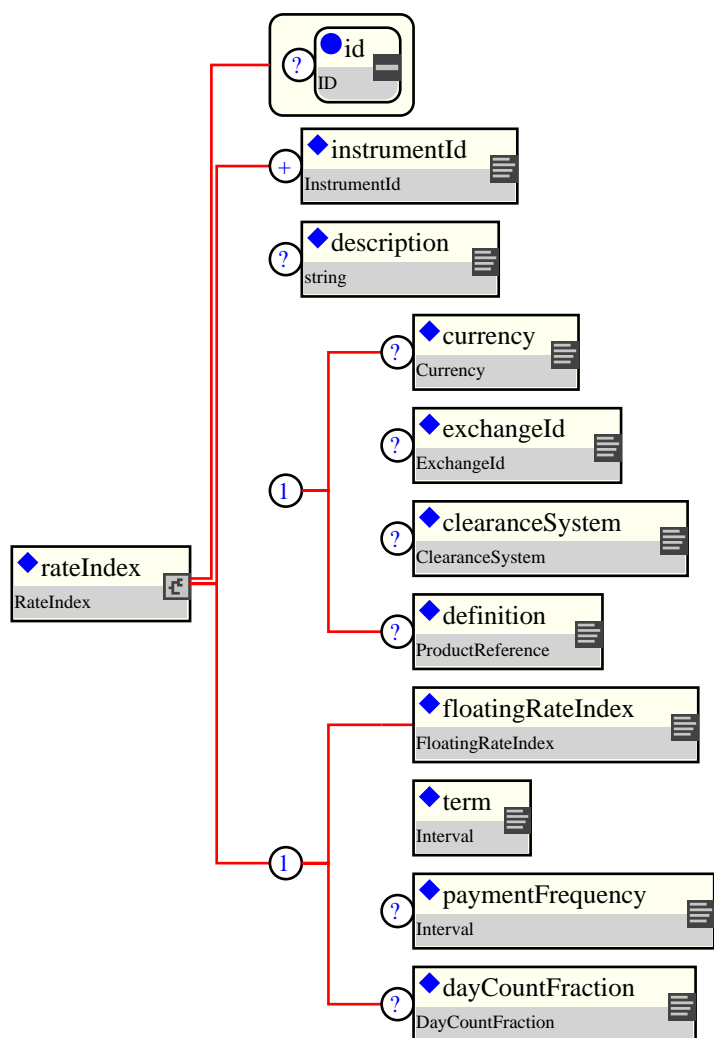 ?
id
ID
+
instrumentId
InstrumentId
?
description
string
?
currency
Currency
?
exchangeId
ExchangeId
1
?
clearanceSystem
ClearanceSystem
rateIndex
RateIndex
?
definition
ProductReference
floatingRateIndex
FloatingRateIndex
term
Interval
1
?
paymentFrequency
Interval
?
dayCountFraction
DayCountFraction